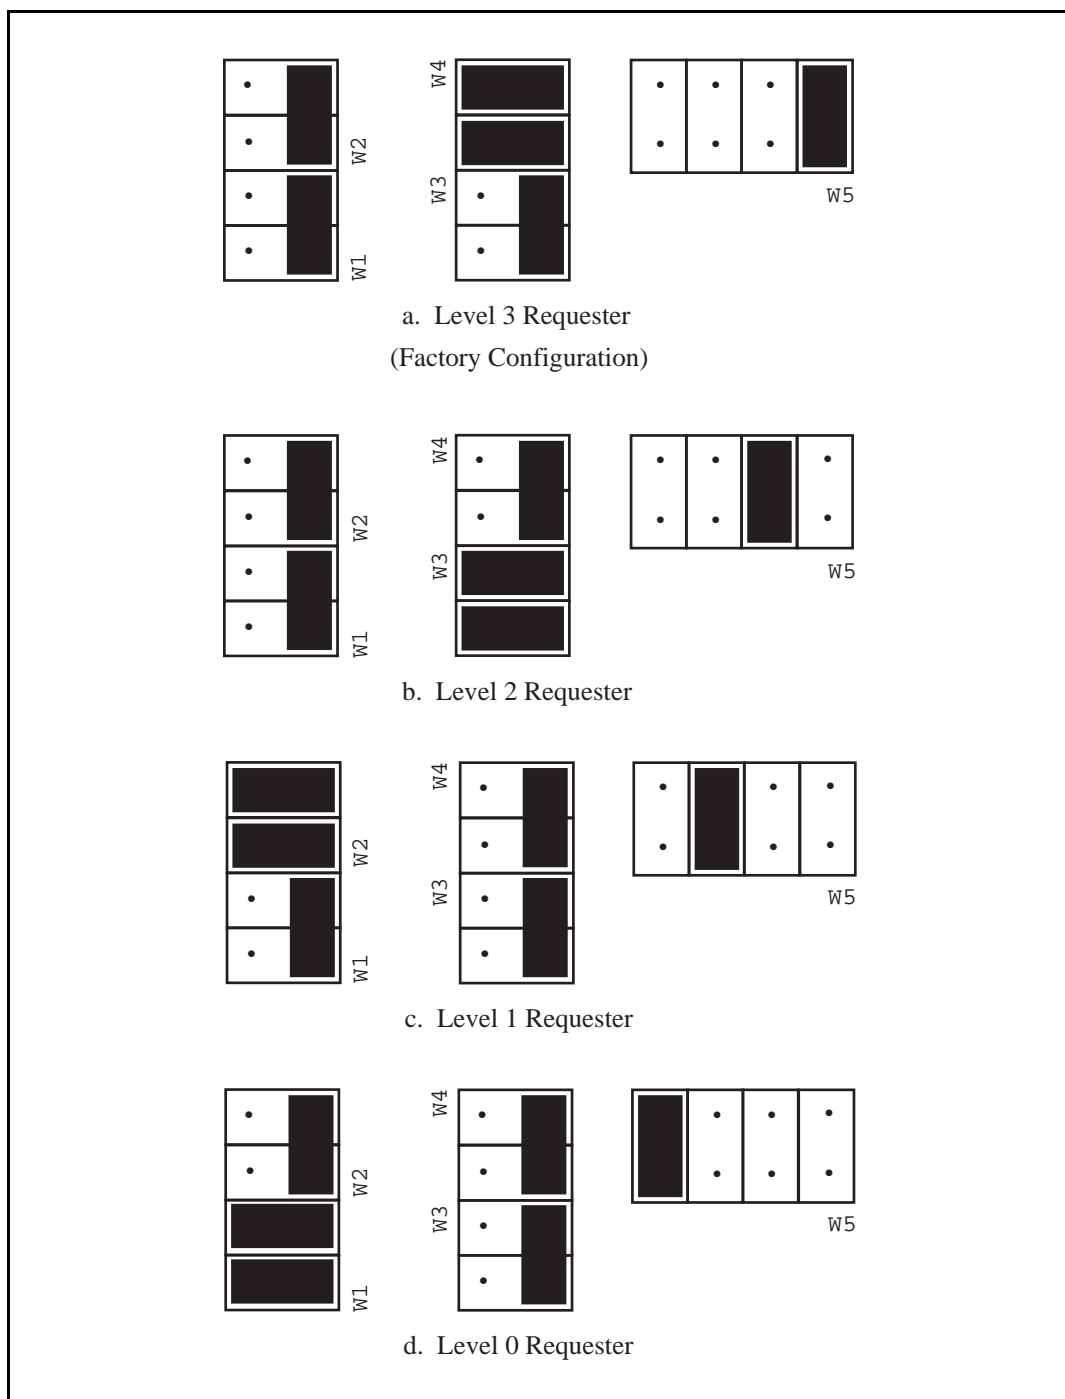 W4
W2
W3
W5
W1
a. Level 3 Requester
(Factory Configuration)
W4
W2
W3
W5
W1
b. Level 2 Requester
W4
W2
W3
W5
W1
c. Level 1 Requester
W4
W2
W3
W5
W1
d. Level 0 Requester